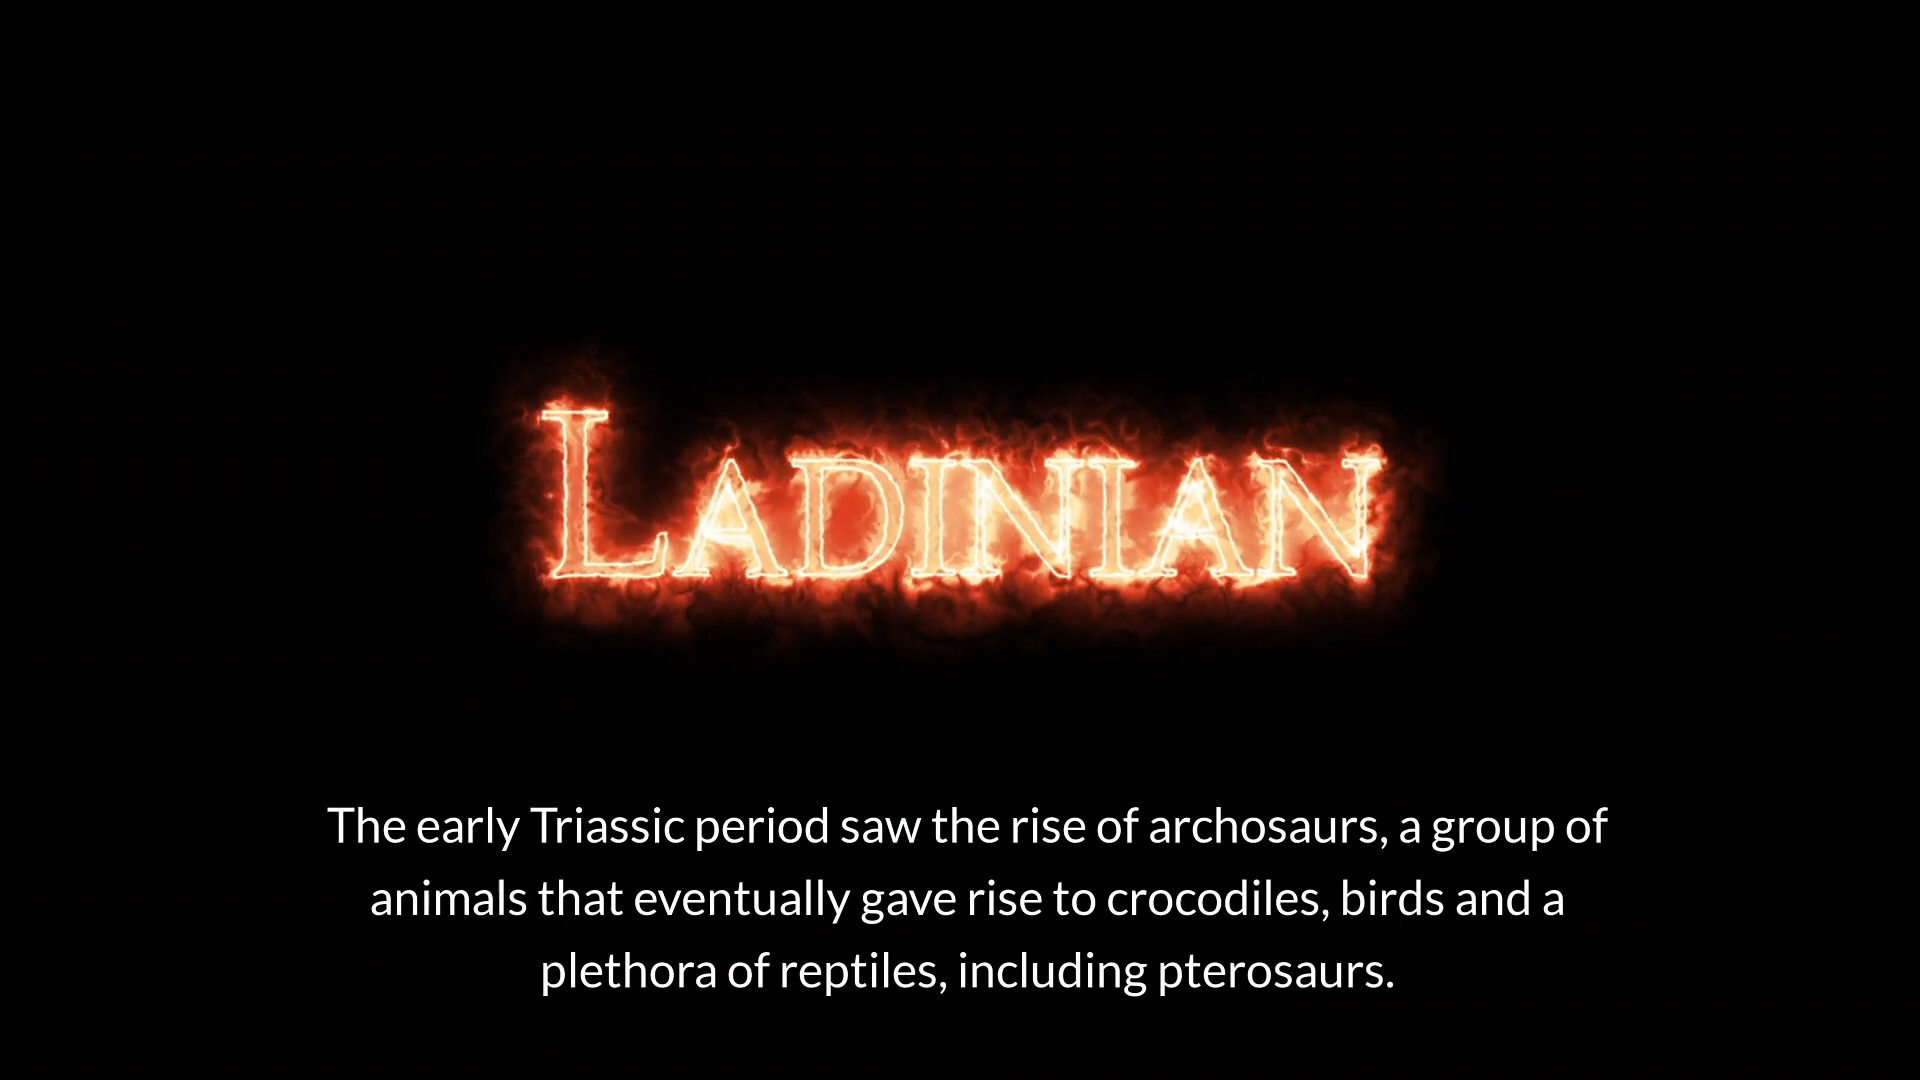 LADINIAN
The early Triassic period saw the rise of archosaurs, a group of
animals that eventually gave rise to crocodiles, birds and a
plethora of reptiles, including pterosaurs.